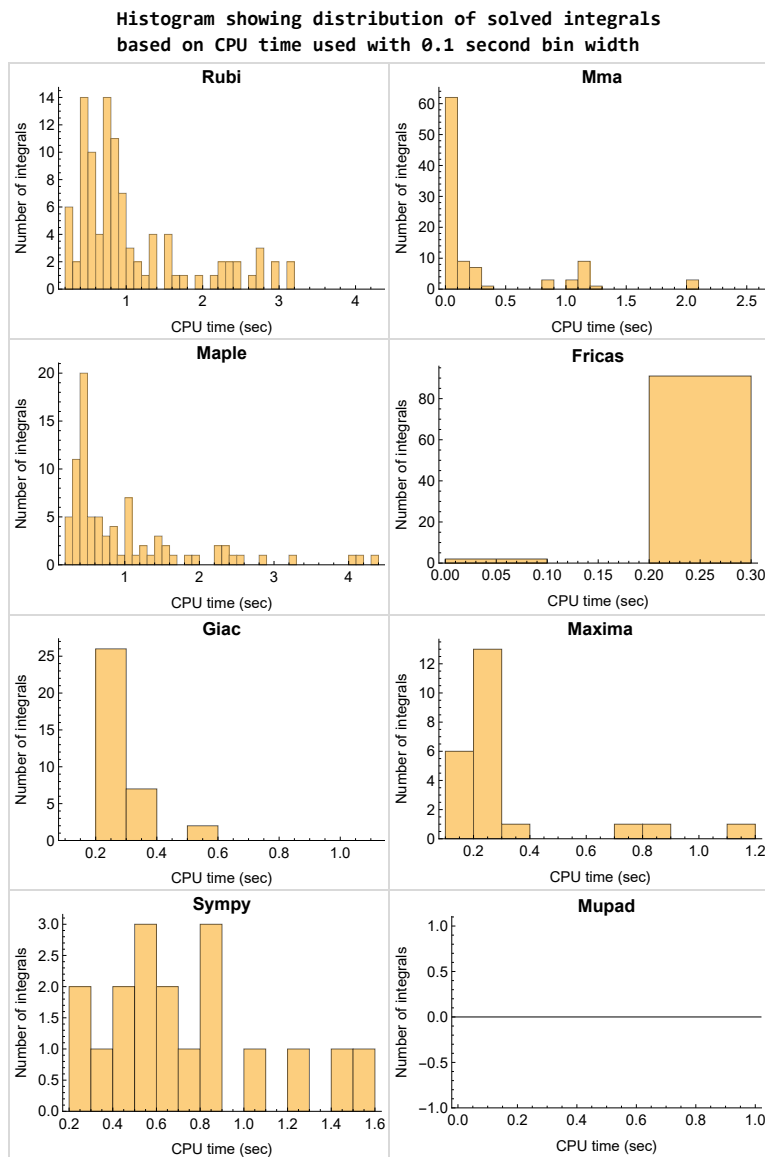 Histogram showing distribution of solved integrals
based on CPU time used with 0.1 second bin width
Rubi
Number of integrals
14
12
10
8
6
4
2
0
1 2 3 4
CPU time (sec)
Mma
Number of integrals
60
50
40
30
20
10
0
0.0 0.5 1.0 1.5 2.0 2.5
CPU time (sec)
Maple
Number of integrals
20
15
10
5
0
1 2 3 4
CPU time (sec)
Fricas
Number of integrals
80
60
40
20
0
0.00 0.05 0.10 0.15 0.20 0.25 0.30
CPU time (sec)
Giac
Number of integrals
25
20
15
10
5
0
0.2 0.4 0.6 0.8 1.0
CPU time (sec)
Maxima
Number of integrals
12
10
8
6
4
2
0
0.2 0.4 0.6 0.8 1.0 1.2
CPU time (sec)
Sympy
Number of integrals
3.0
2.5
2.0
1.5
1.0
0.5
0.0
0.2 0.4 0.6 0.8 1.0 1.2 1.4 1.6
CPU time (sec)
Mupad
Number of integrals
1.0
0.5
0.0
−0.5
−1.0
0.0 0.2 0.4 0.6 0.8 1.0
CPU time (sec)